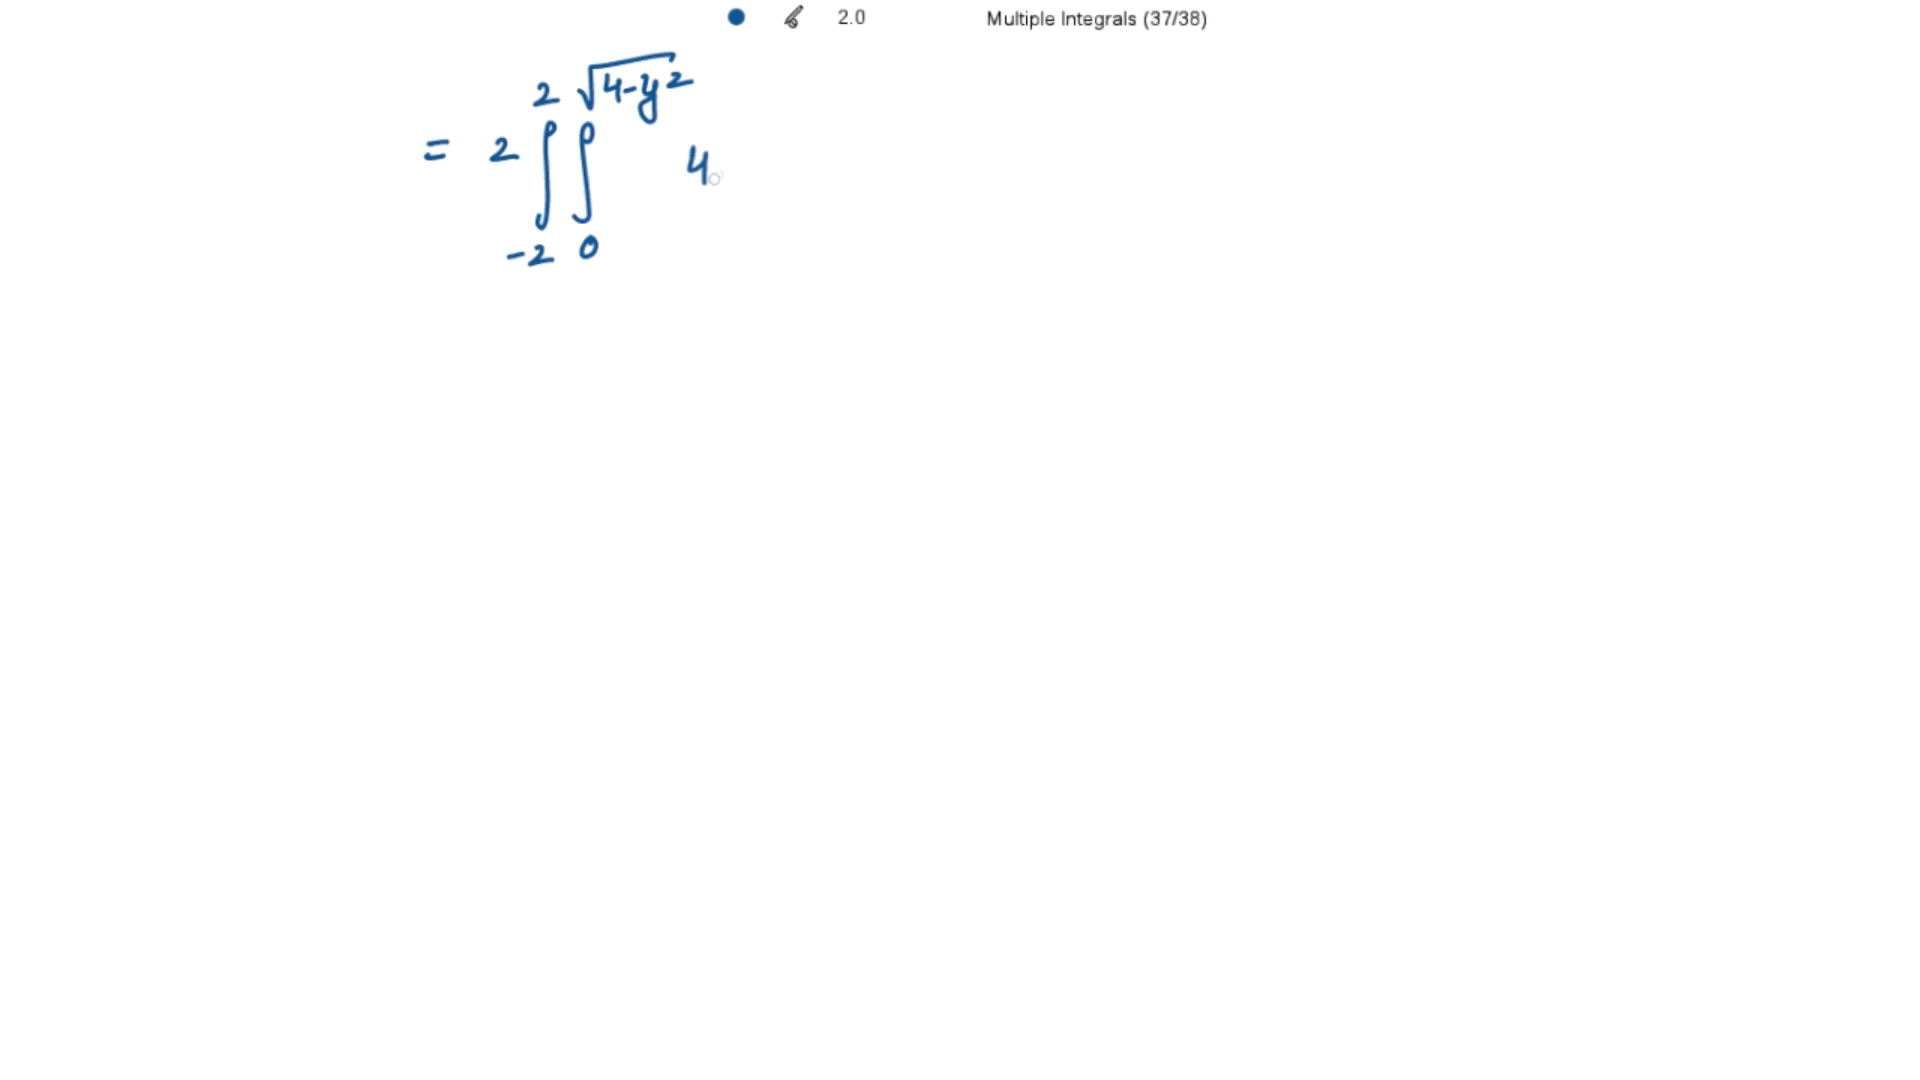 2.0 Multiple Integrals (37/38)
= 2 ∫_{-2}^{2} ∫_{0}^{√(4-y²)} 4